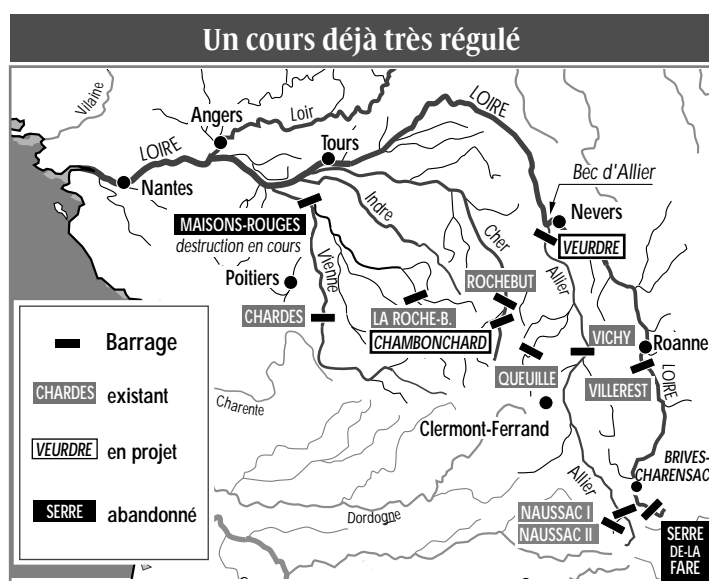 Un cours déjà très régulé
Vilaine
Angers
Loir
LOIRE
LOIRE
Tours
Nantes
Bec d'Allier
Nevers
VEURDRE
MAISONS-ROUGES
destruction en cours
Indre
Cher
Vienne
Allier
Poitiers
ROCHEBUT
CHARDES
LA ROCHE-B.
CHAMBONCHARD
VICHY
Roanne
QUEUILLE
VILLEREST
LOIRE
Charente
Clermont-Ferrand
Allier
BRIVES-
CHARENSAC
Dordogne
NAUSSAC I
NAUSSAC II
SERRE
DE-LA
FARE
Barrage
CHARDES existant
VEURDRE en projet
SERRE abandonné